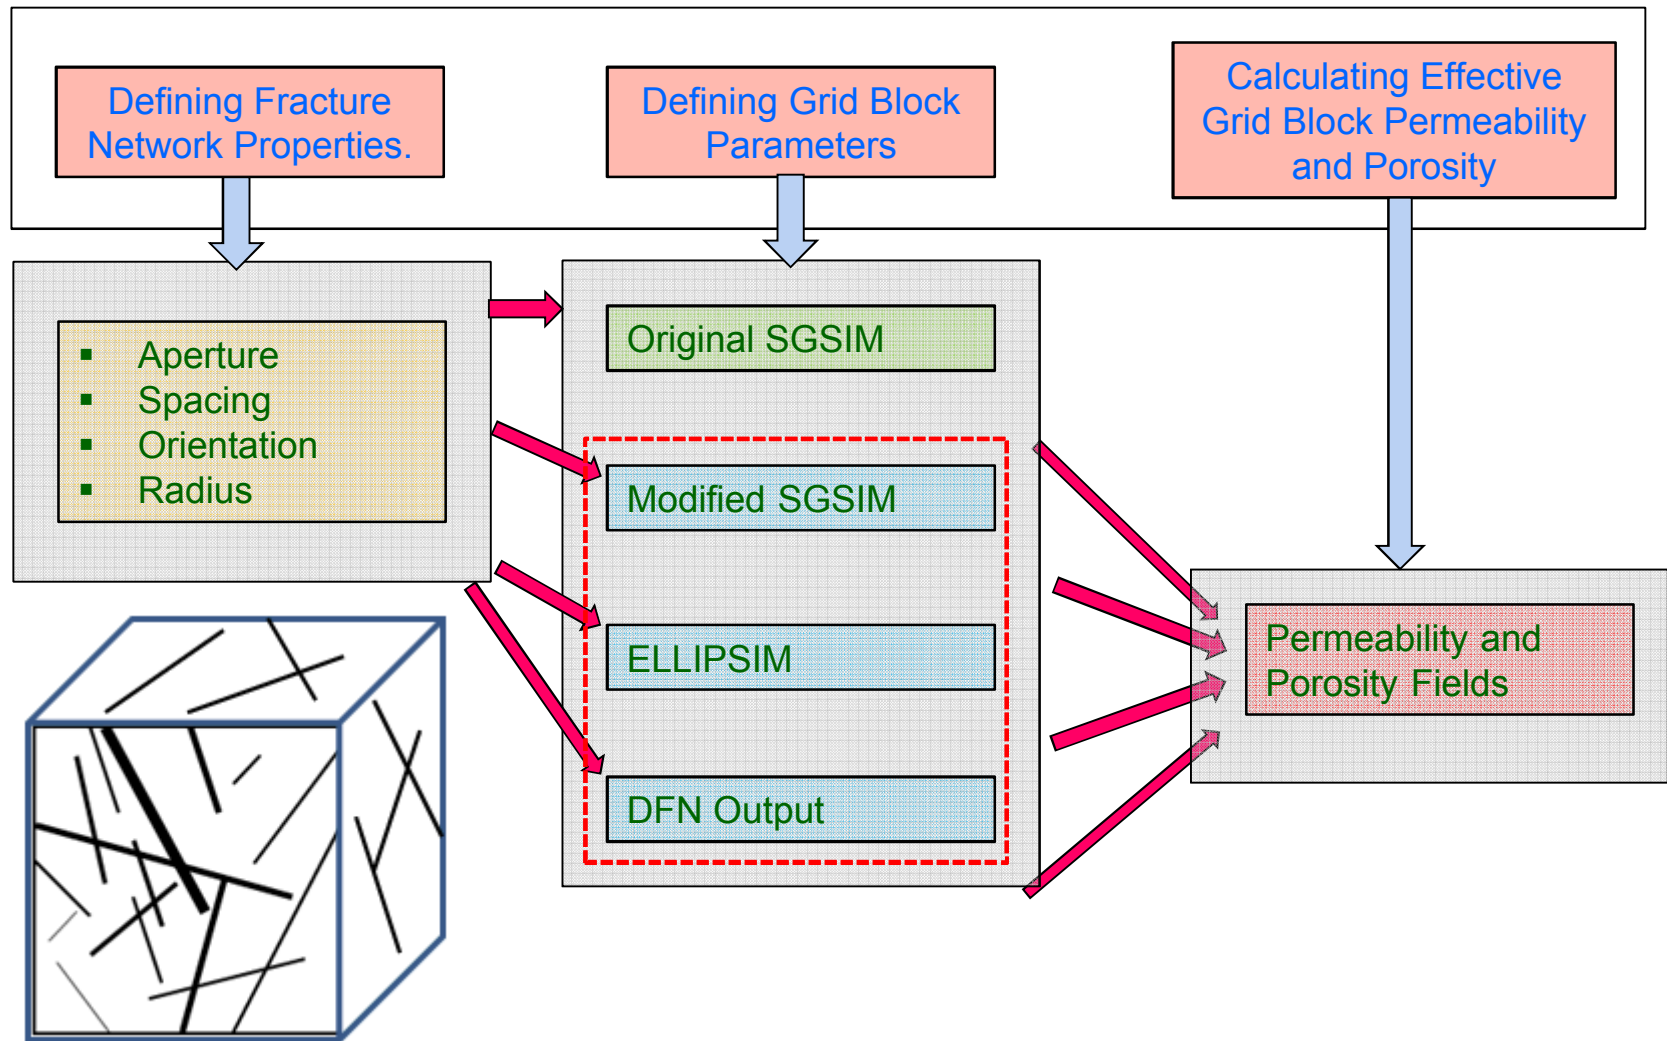 Defining Fracture
Network Properties.
Defining Grid Block
Parameters
Calculating Effective
Grid Block Permeability
and Porosity
▪ Aperture
▪ Spacing
▪ Orientation
▪ Radius
Original SGSIM
Modified SGSIM
ELLIPSIM
DFN Output
Permeability and
Porosity Fields